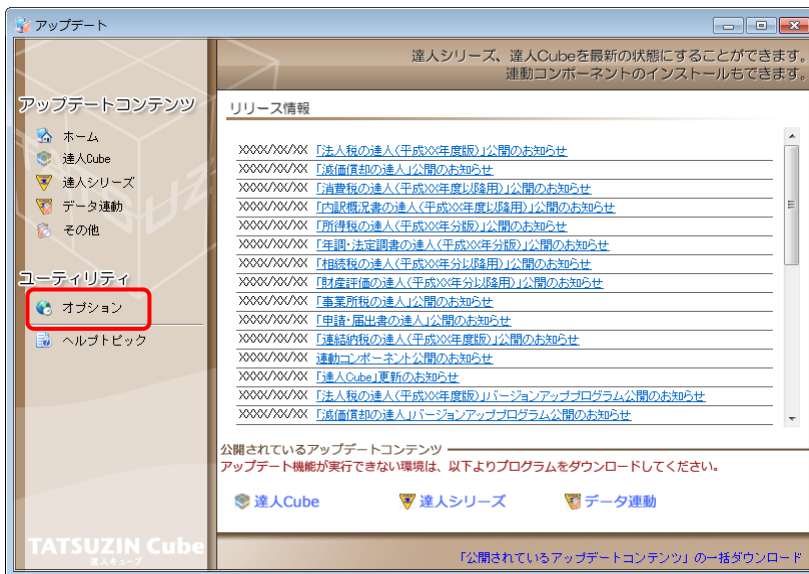 アップデート
達人シリーズ、達人Cubeを最新の状態にすることができます。
連動コンポーネントのインストールもできます。
アップデートコンテンツ
ホーム
達人Cube
達人シリーズ
データ連動
その他
ユーティリティ
オプション
ヘルプトピック
リリース情報
XXXX/XX/XX 「法人税の達人(平成XX年度版)」公開のお知らせ
XXXX/XX/XX 「減価償却の達人」公開のお知らせ
XXXX/XX/XX 「消費税の達人(平成XX年度以降用)」公開のお知らせ
XXXX/XX/XX 「内訳概況書の達人(平成XX年度以降用)」公開のお知らせ
XXXX/XX/XX 「所得税の達人(平成XX年分版)」公開のお知らせ
XXXX/XX/XX 「年調・法定調書の達人(平成XX年分版)」公開のお知らせ
XXXX/XX/XX 「相続税の達人(平成XX年分以降用)」公開のお知らせ
XXXX/XX/XX 「財産評価の達人(平成XX年分以降用)」公開のお知らせ
XXXX/XX/XX 「事業所税の達人」公開のお知らせ
XXXX/XX/XX 「申請・届出書の達人」公開のお知らせ
XXXX/XX/XX 「連結納税の達人(平成XX年度版)」公開のお知らせ
XXXX/XX/XX 連動コンポーネント公開のお知らせ
XXXX/XX/XX 「達人Cube」更新のお知らせ
XXXX/XX/XX 「法人税の達人(平成XX年度版)」バージョンアッププログラム公開のお知らせ
XXXX/XX/XX 「減価償却の達人」バージョンアッププログラム公開のお知らせ
公開されているアップデートコンテンツ
アップデート機能が実行できない環境は、以下よりプログラムをダウンロードしてください。
達人Cube 達人シリーズ データ連動
TATSUZIN Cube
達人キューブ
「公開されているアップデートコンテンツ」の一括ダウンロード